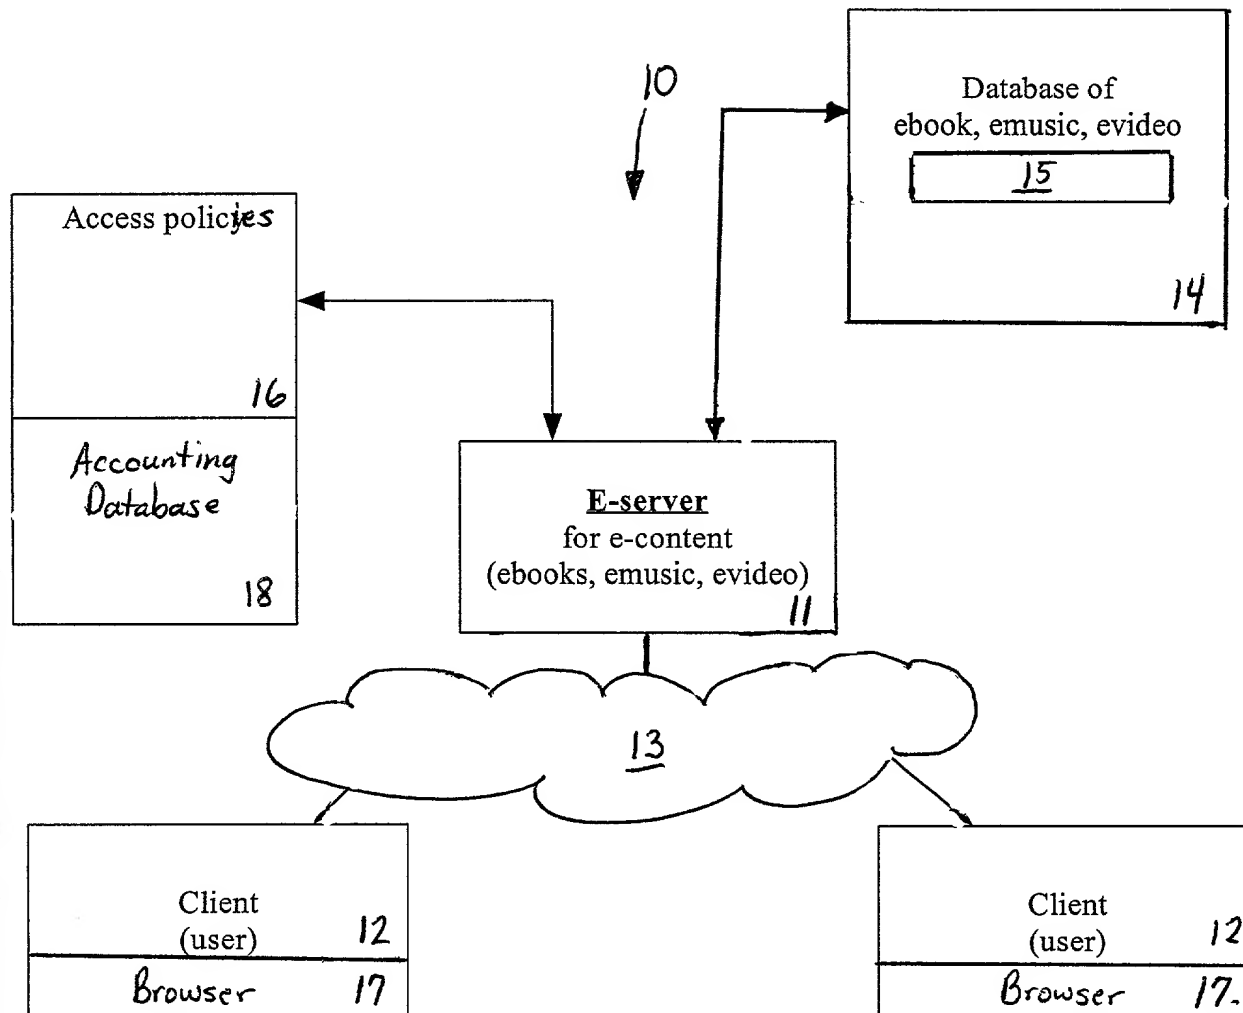 10
Database of
ebook, emusic, evideo
15
14
Access policies
16
Accounting
Database
18
E-server
for e-content
(ebooks, emusic, evideo)
11
13
Client
(user) 12
Browser 17
Client
(user) 12
Browser 17.